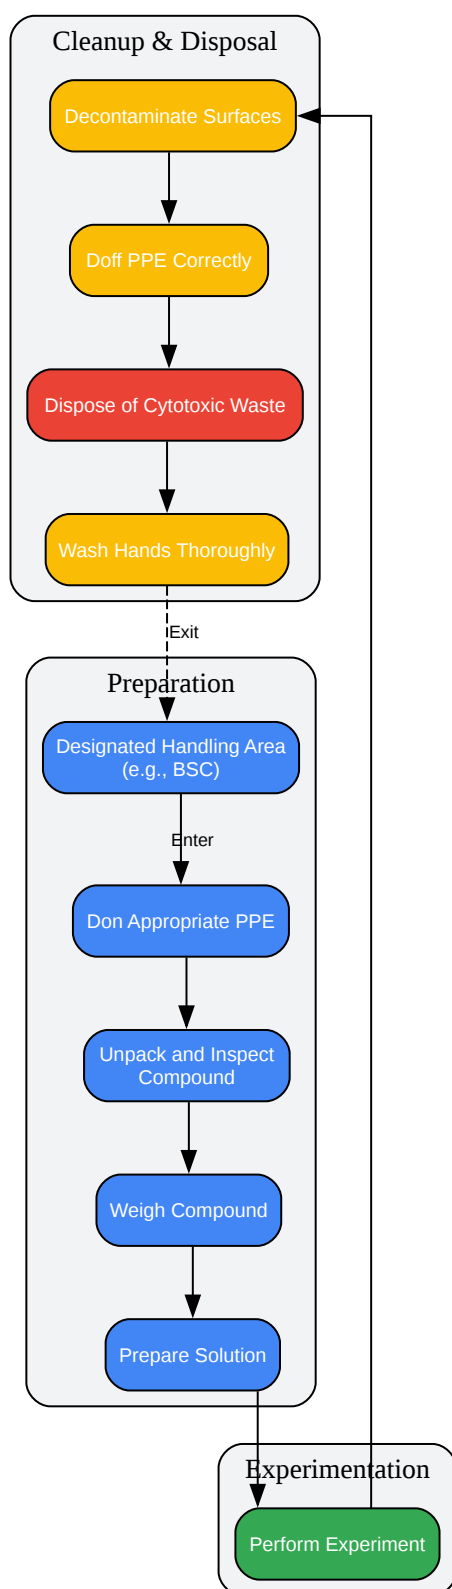 Cleanup & Disposal
Decontaminate Surfaces
Doff PPE Correctly
Dispose of Cytotoxic Waste
Wash Hands Thoroughly
Exit
Preparation
Designated Handling Area
(e.g., BSC)
Enter
Don Appropriate PPE
Unpack and Inspect
Compound
Weigh Compound
Prepare Solution
Experimentation
Perform Experiment